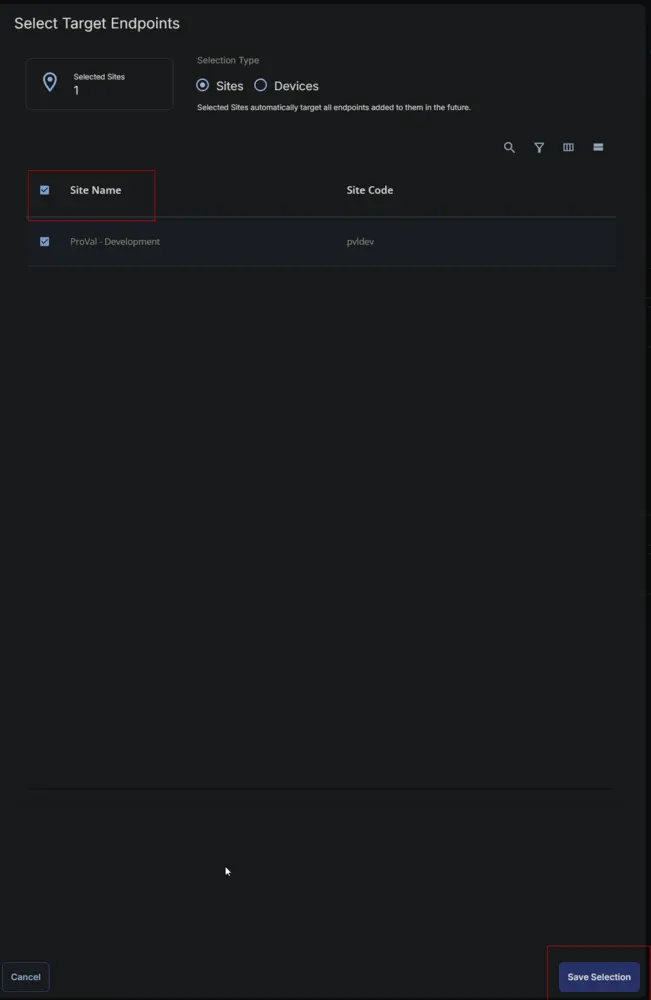 Select Target Endpoints
Selected Sites
1
Selection Type
Sites
Devices
Selected Sites automatically target all endpoints added to them in the future.
Site Name
Site Code
ProVal - Development
pvldev
Cancel
Save Selection